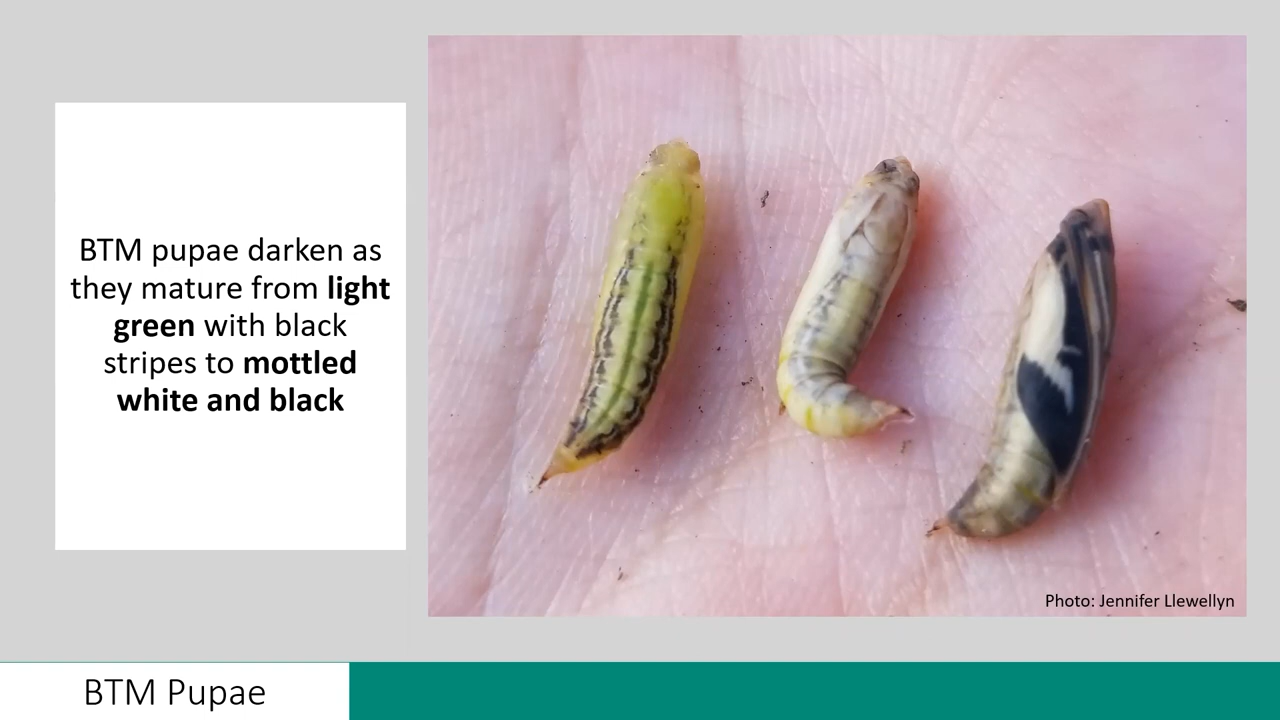 BTM pupae darken as
they mature from light
green with black
stripes to mottled
white and black
Photo: Jennifer Llewellyn
BTM Pupae